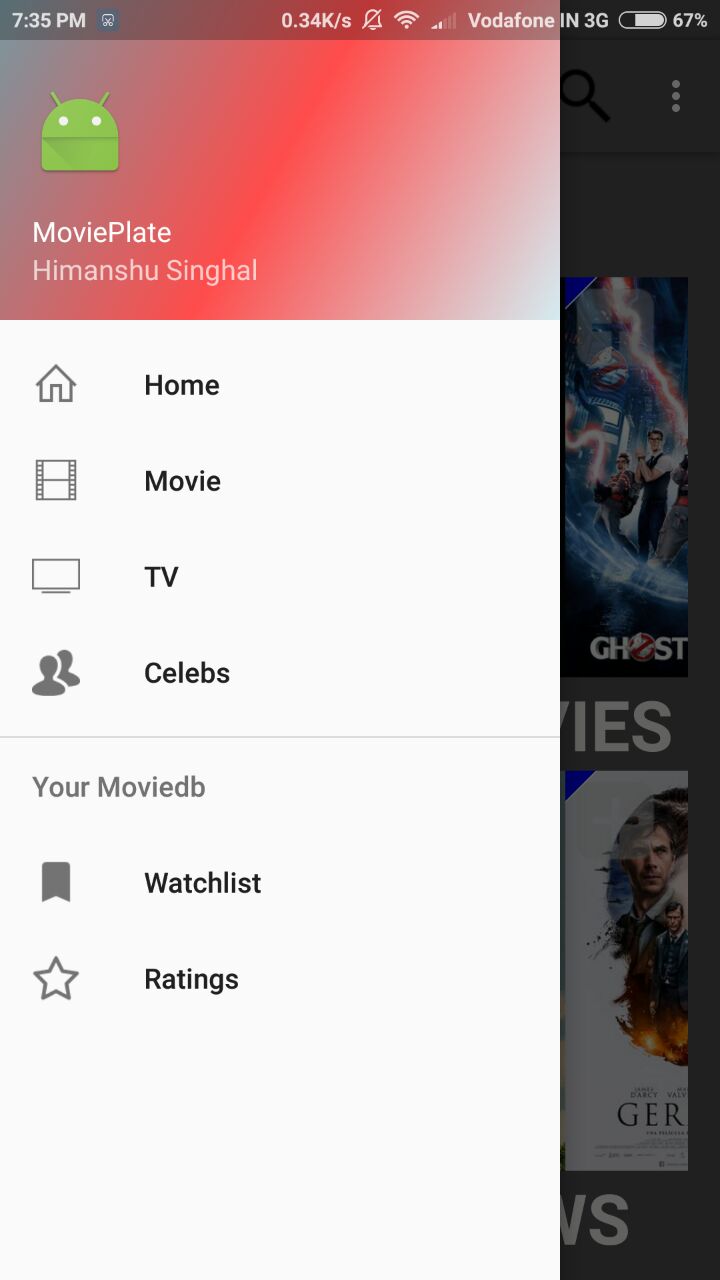 7:35 PM 0.34K/s Vodafone IN 3G 67%
MoviePlate
Himanshu Singhal
Home
Movie
TV
Celebs
Your Moviedb
Watchlist
Ratings
GHOST
VIES
JAMES
D'ARCY
GER
WS